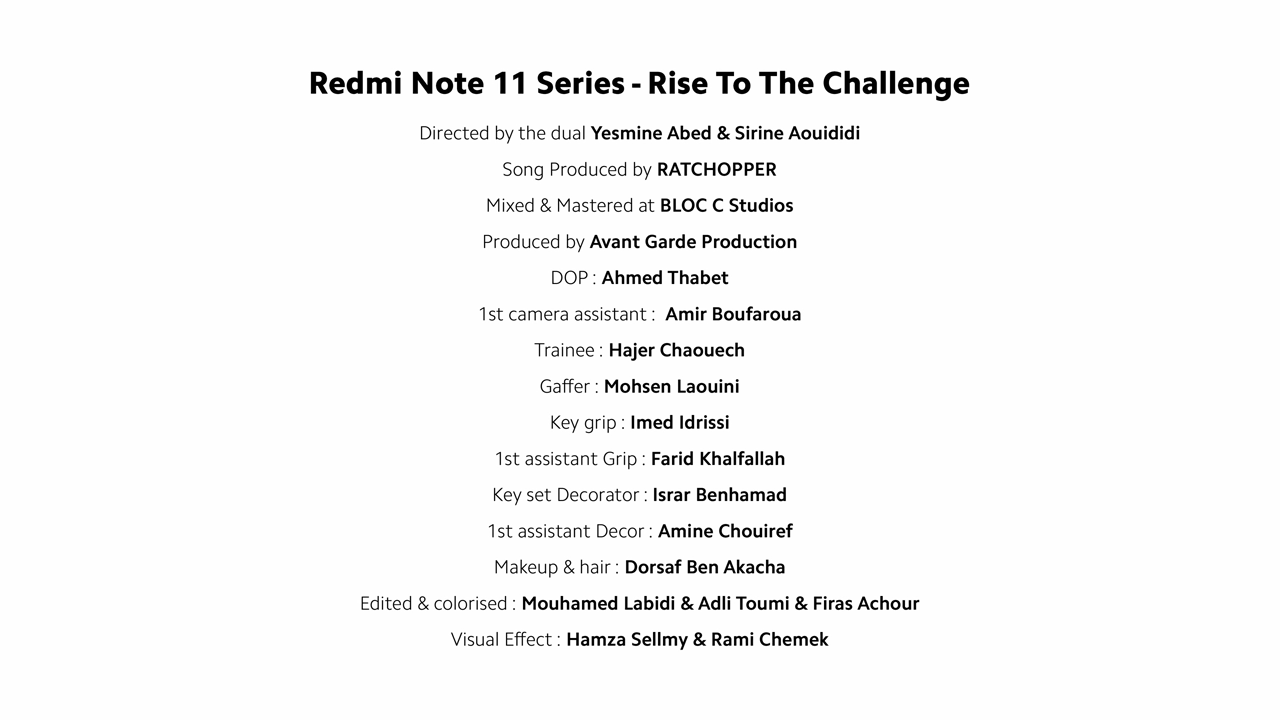 Redmi Note 11 Series - Rise To The Challenge
Directed by the dual Yesmine Abed & Sirine Aouididi
Song Produced by RATCHOPPER
Mixed & Mastered at BLOC C Studios
Produced by Avant Garde Production
DOP : Ahmed Thabet
1st camera assistant : Amir Boufaroua
Trainee : Hajer Chaouech
Gaffer : Mohsen Laouini
Key grip : Imed Idrissi
1st assistant Grip : Farid Khalfallah
Key set Decorator : Israr Benhamad
1st assistant Decor : Amine Chouiref
Makeup & hair : Dorsaf Ben Akacha
Edited & colorised : Mouhamed Labidi & Adli Toumi & Firas Achour
Visual Effect : Hamza Sellmy & Rami Chemek